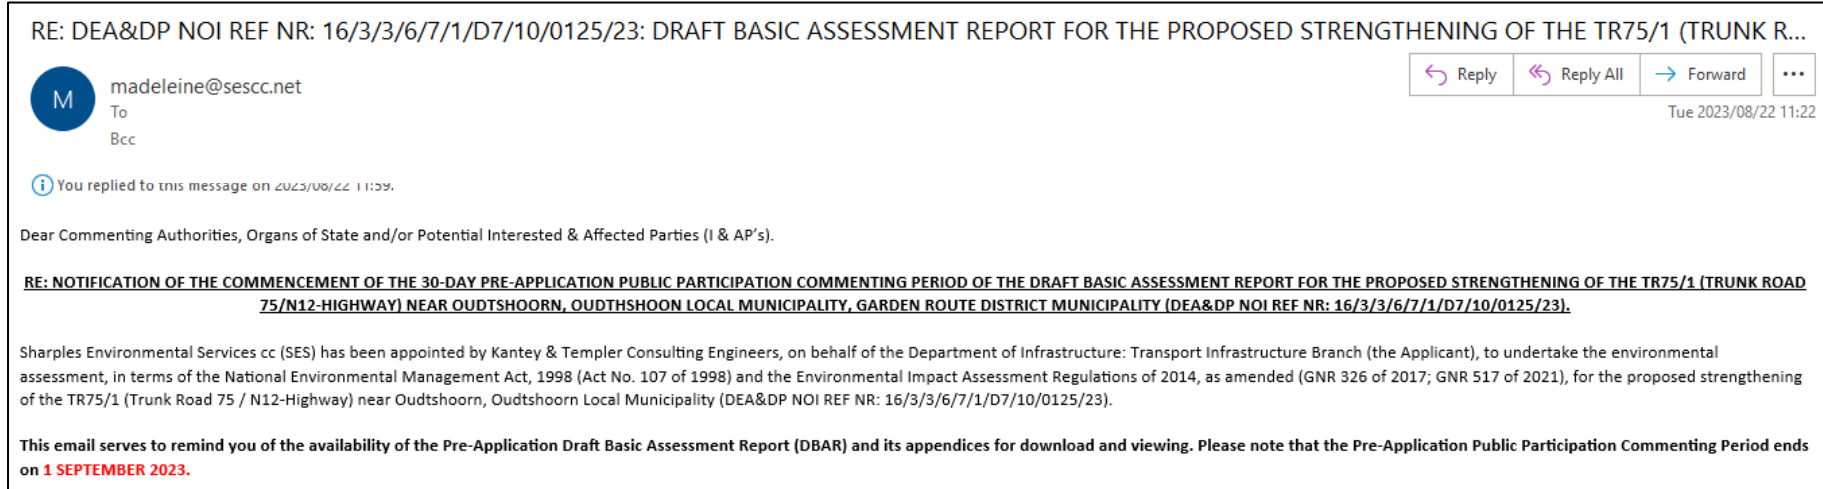 RE: DEA&DP NOI REF NR: 16/3/3/6/7/1/D7/10/0125/23: DRAFT BASIC ASSESSMENT REPORT FOR THE PROPOSED STRENGTHENING OF THE TR75/1 (TRUNK R...
M
madeleine@sescc.net
To
Bcc
Reply
Reply All
Forward
...
Tue 2023/08/22 11:22
You replied to this message on 2023/08/22 11:59.
Dear Commenting Authorities, Organs of State and/or Potential Interested & Affected Parties (I & AP's).
RE: NOTIFICATION OF THE COMMENCEMENT OF THE 30-DAY PRE-APPLICATION PUBLIC PARTICIPATION COMMENTING PERIOD OF THE DRAFT BASIC ASSESSMENT REPORT FOR THE PROPOSED STRENGTHENING OF THE TR75/1 (TRUNK ROAD
75/N12-HIGHWAY) NEAR OUDTSHOORN, OUDTHSHOON LOCAL MUNICIPALITY, GARDEN ROUTE DISTRICT MUNICIPALITY (DEA&DP NOI REF NR: 16/3/3/6/7/1/D7/10/0125/23).
Sharples Environmental Services cc (SES) has been appointed by Kantey & Templer Consulting Engineers, on behalf of the Department of Infrastructure: Transport Infrastructure Branch (the Applicant), to undertake the environmental
assessment, in terms of the National Environmental Management Act, 1998 (Act No. 107 of 1998) and the Environmental Impact Assessment Regulations of 2014, as amended (GNR 326 of 2017; GNR 517 of 2021), for the proposed strengthening
of the TR75/1 (Trunk Road 75 / N12-Highway) near Oudtshoorn, Oudtshoorn Local Municipality (DEA&DP NOI REF NR: 16/3/3/6/7/1/D7/10/0125/23).
This email serves to remind you of the availability of the Pre-Application Draft Basic Assessment Report (DBAR) and its appendices for download and viewing. Please note that the Pre-Application Public Participation Commenting Period ends
on 1 SEPTEMBER 2023.